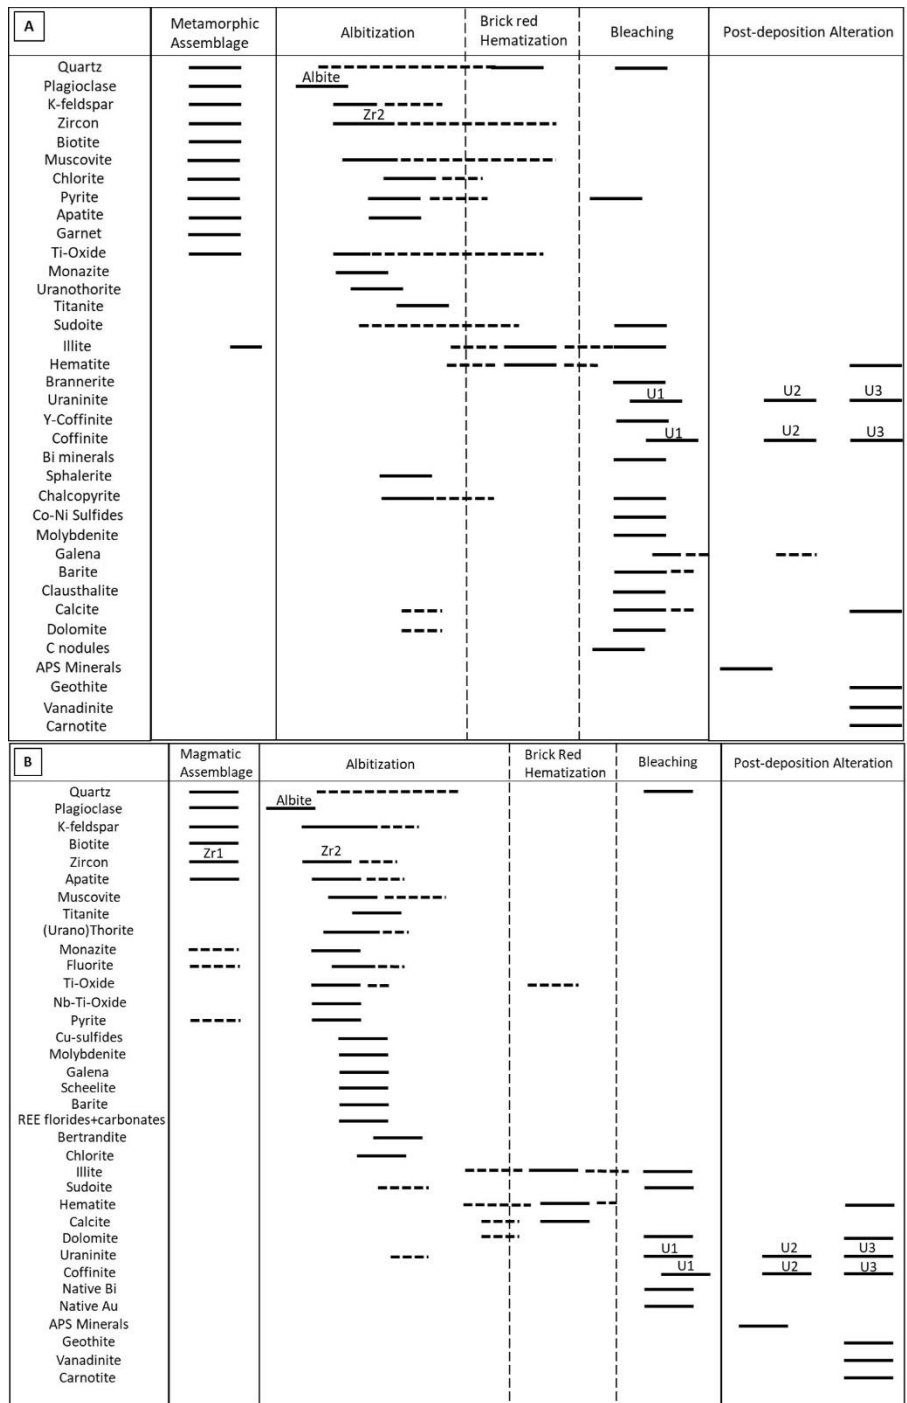 A
Metamorphic
Assemblage
Albitization
Brick red
Hematization
Bleaching
Post-deposition Alteration
Quartz
Plagioclase
Albite
K-fespar
Zircon
Zr2
Biotite
Muscovite
Chlorite
Pyrite
Apatite
Garnet
Ti-Oxide
Monazite
Uranothorite
Titanite
Sudoite
Illite
Hematite
Brannerite
Uraninite
U1
U2
U3
Y-Coffinite
Coffinite
U1
U2
U3
Bi minerals
Sphalerite
Chalcopyrite
Co-Ni Sulfides
Molybdenite
Galena
Barite
Clausthalite
Calcite
Dolomite
C nodules
APS Minerals
Geothite
Vanadinite
Carnotite
B
Magmatic
Assemblage
Albitization
Brick Red
Hematization
Bleaching
Post-deposition Alteration
Quartz
Plagioclase
Albite
K-feldspar
Biotite
Zircon
Zr1
Zr2
Apatite
Muscovite
Titanite
(Urano)Thorite
Monazite
Fluorite
Ti-Oxide
Nb-Ti-Oxide
Pyrite
Cu-sulfides
Molybdenite
Galena
Scheelite
Barite
REE florides+carbonates
Bertrandite
Chlorite
Illite
Sudoite
Hematite
Calcite
Dolomite
Uraninite
U1
U2
U3
Coffinite
U1
U2
U3
Native Bi
Native Au
APS Minerals
Geothite
Vanadinite
Carnotite